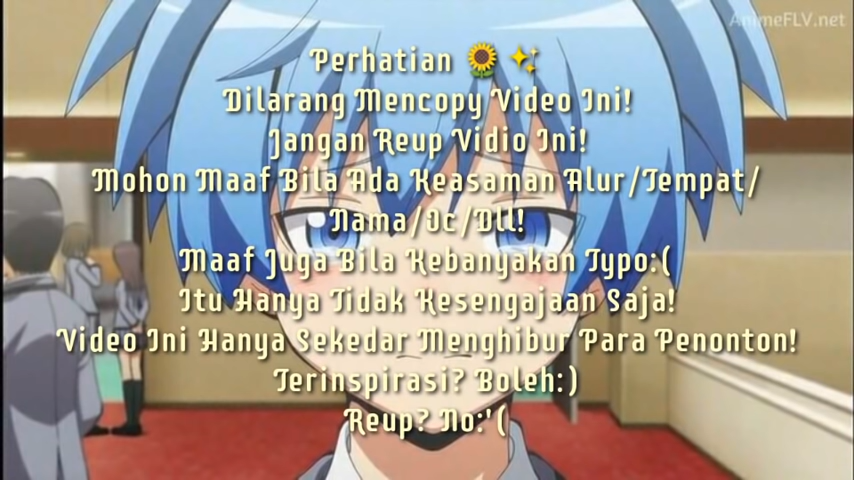 AnimeFLV.net
Perhatian 🌻✨
Dilarang Mencopy Video Ini!
Jangan Reup Vidio Ini!
Mohon Maaf Bila Ada Keasaman Alur/Tempat/
Nama/Oc/Dll!
Maaf Juga Bila Kebanyakan Typo:(
Itu Hanya Tidak Kesengajaan Saja!
Video Ini Hanya Sekedar Menghibur Para Penonton!
Terinspirasi? Boleh:)
Reup? No:'(